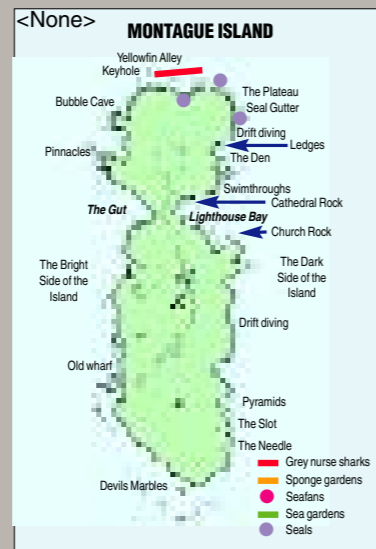 <None>
MONTAGUE ISLAND
Yellowfin Alley
Keyhole
The Plateau
Bubble Cave
Seal Gutter
Drift diving
Ledges
Pinnacles
The Den
Swimthroughs
Cathedral Rock
The Gut
Lighthouse Bay
Church Rock
The Bright
Side of the
Island
The Dark
Side of the
Island
Drift diving
Old wharf
Pyramids
The Slot
The Needle
Devils Marbles
Grey nurse sharks
Sponge gardens
Seafans
Sea gardens
Seals